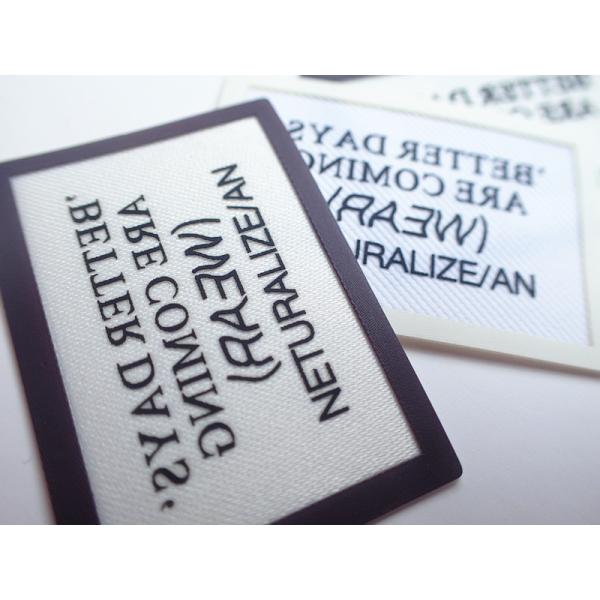 'BETTER DAYS'
ARE COMING
(WEAR)
NETURALIZE/AN
'BETTER DAYS
ARE COMING
(WEAR)
URALIZE/AN